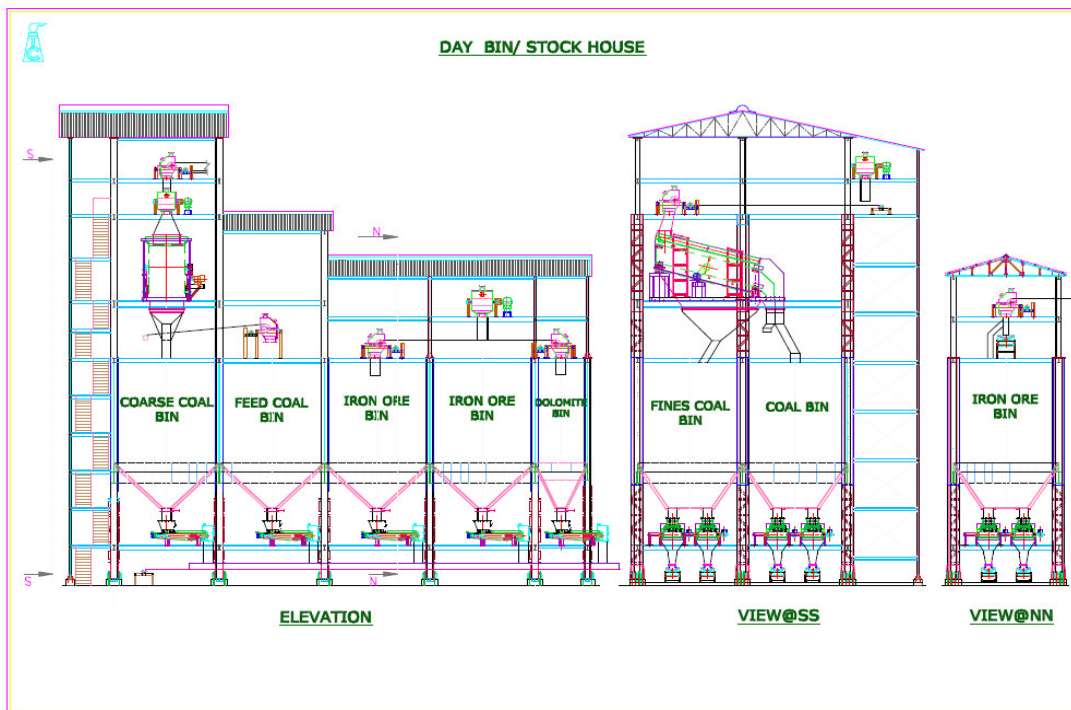 DAY BIN/ STOCK HOUSE
S
N
COARSE COAL
BIN
FEED COAL
BIN
IRON ORE
BIN
IRON ORE
BIN
DOLOMITE
BIN
FINES COAL
BIN
COAL BIN
IRON ORE
BIN
S
N
ELEVATION
VIEW@SS
VIEW@NN